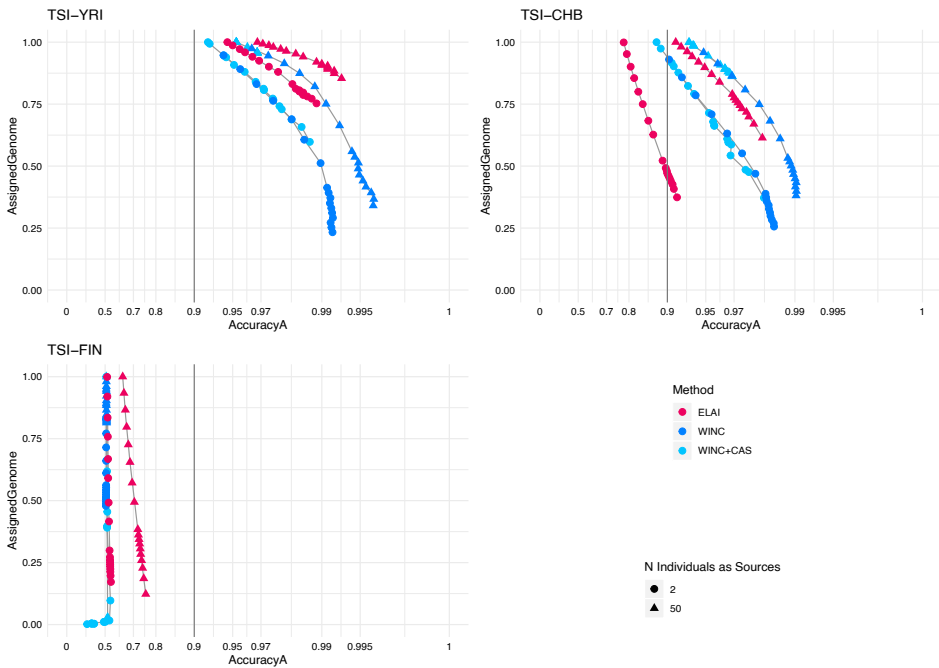 TSI−YRI
AssignedGenome
1.00
0.75
0.50
0.25
0.00
0 0.5 0.7 0.8 0.9 0.95 0.97 0.99 0.995 1
AccuracyA
TSI−CHB
AssignedGenome
1.00
0.75
0.50
0.25
0.00
0 0.5 0.7 0.8 0.9 0.95 0.97 0.99 0.995 1
AccuracyA
TSI−FIN
AssignedGenome
1.00
0.75
0.50
0.25
0.00
0 0.5 0.7 0.8 0.9 0.95 0.97 0.99 0.995 1
AccuracyA
Method
ELAI
WINC
WINC+CAS
N Individuals as Sources
2
50